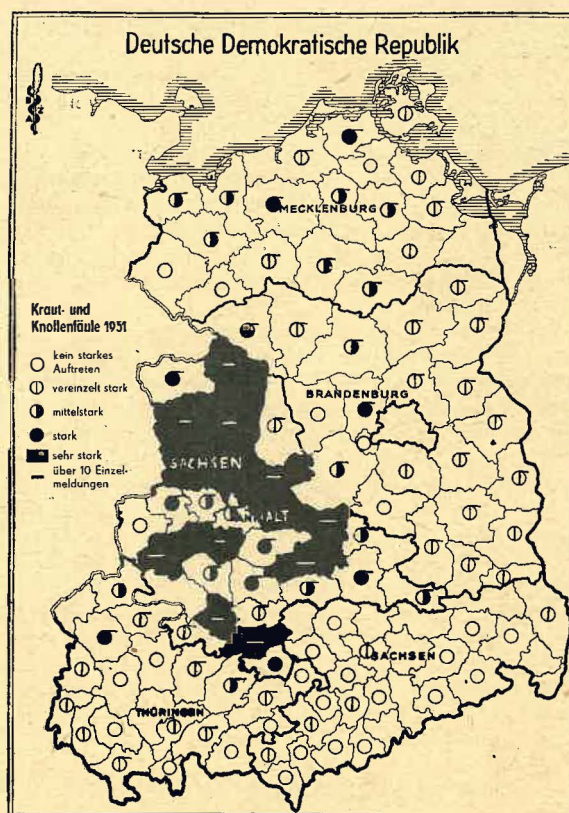 Deutsche Demokratische Republik
MECKLENBURG
Kraut- und
Knollenfäule 1951
kein starkes
Auftreten
vereinzelt stark
mittelstark
stark
sehr stark
über 10 Einzel-
meldungen
BRANDENBURG
SACHSEN
ANHALT
SACHSEN
THÜRINGEN